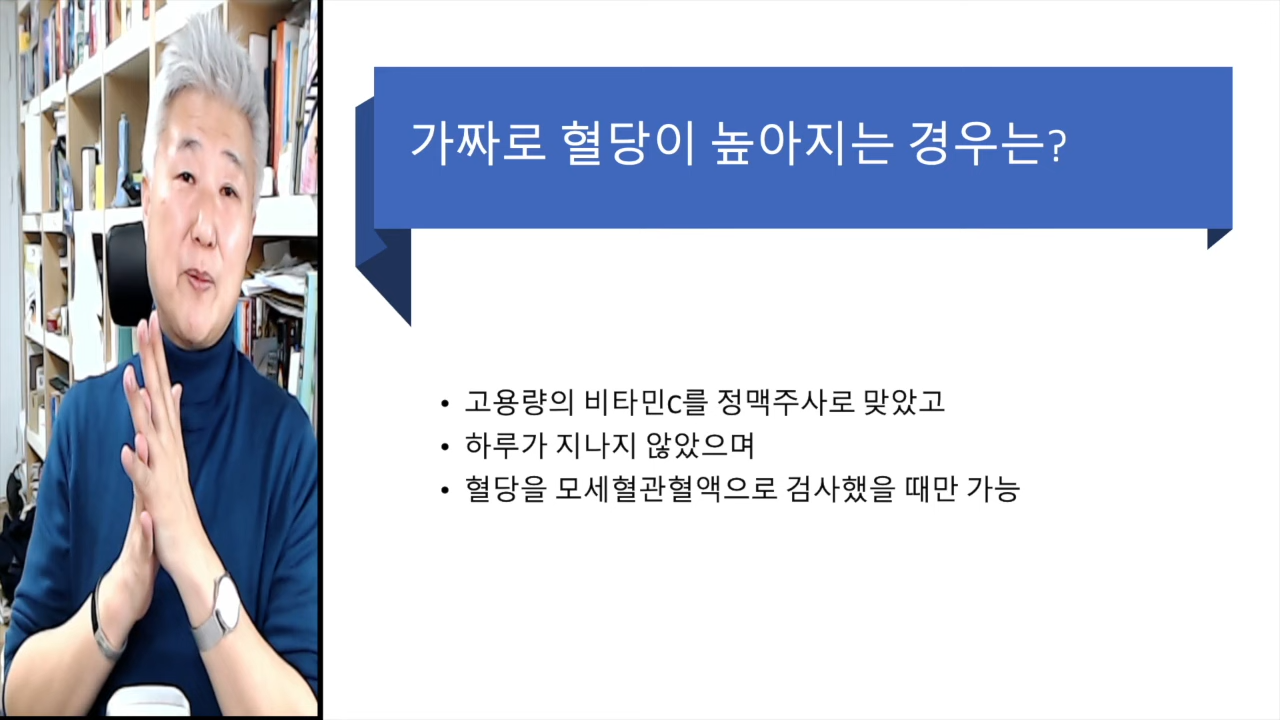 가짜로 혈당이 높아지는 경우는?
• 고용량의 비타민C를 정맥주사로 맞았고
• 하루가 지나지 않았으며
• 혈당을 모세혈관혈액으로 검사했을 때만 가능